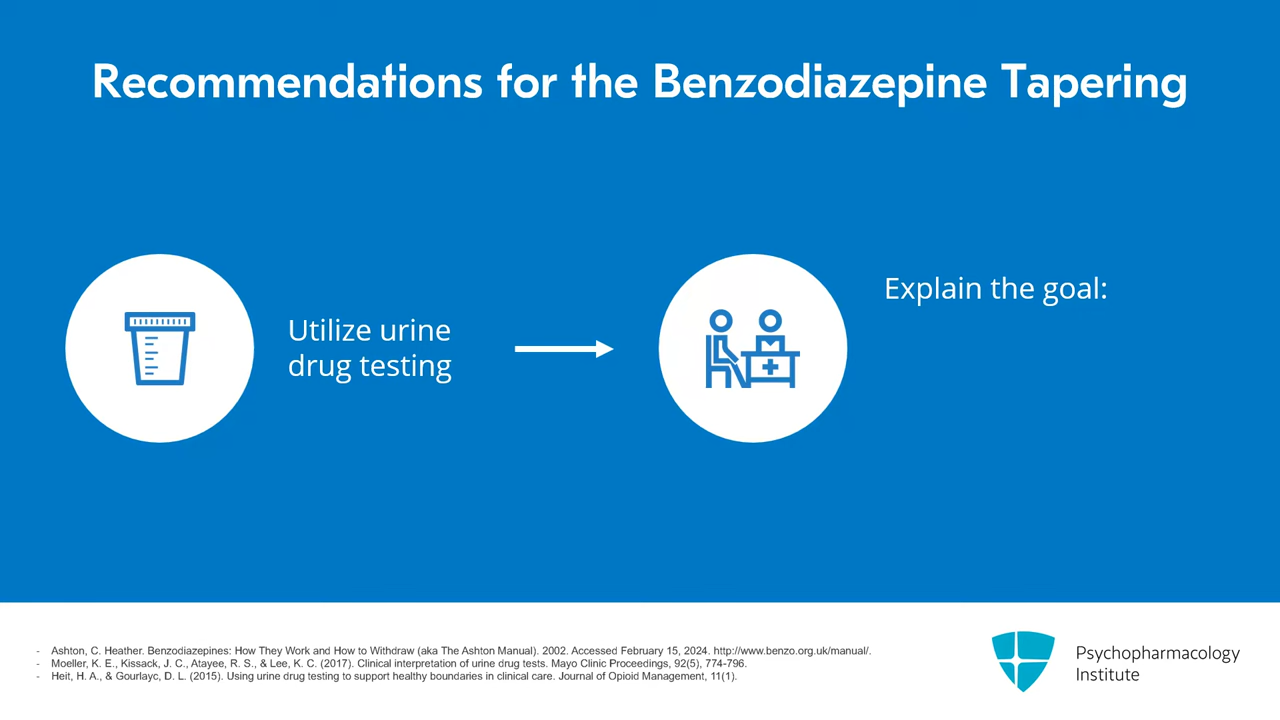 Recommendations for the Benzodiazepine Tapering
Utilize urine
drug testing
Explain the goal:
- Ashton, C. Heather. Benzodiazepines: How They Work and How to Withdraw (aka The Ashton Manual). 2002. Accessed February 15, 2024. http://www.benzo.org.uk/manual/.
- Moeller, K. E., Kissack, J. C., Atayee, R. S., & Lee, K. C. (2017). Clinical interpretation of urine drug tests. Mayo Clinic Proceedings, 92(5), 774-796.
- Heit, H. A., & Gourlayc, D. L. (2015). Using urine drug testing to support healthy boundaries in clinical care. Journal of Opioid Management, 11(1).
Psychopharmacology
Institute